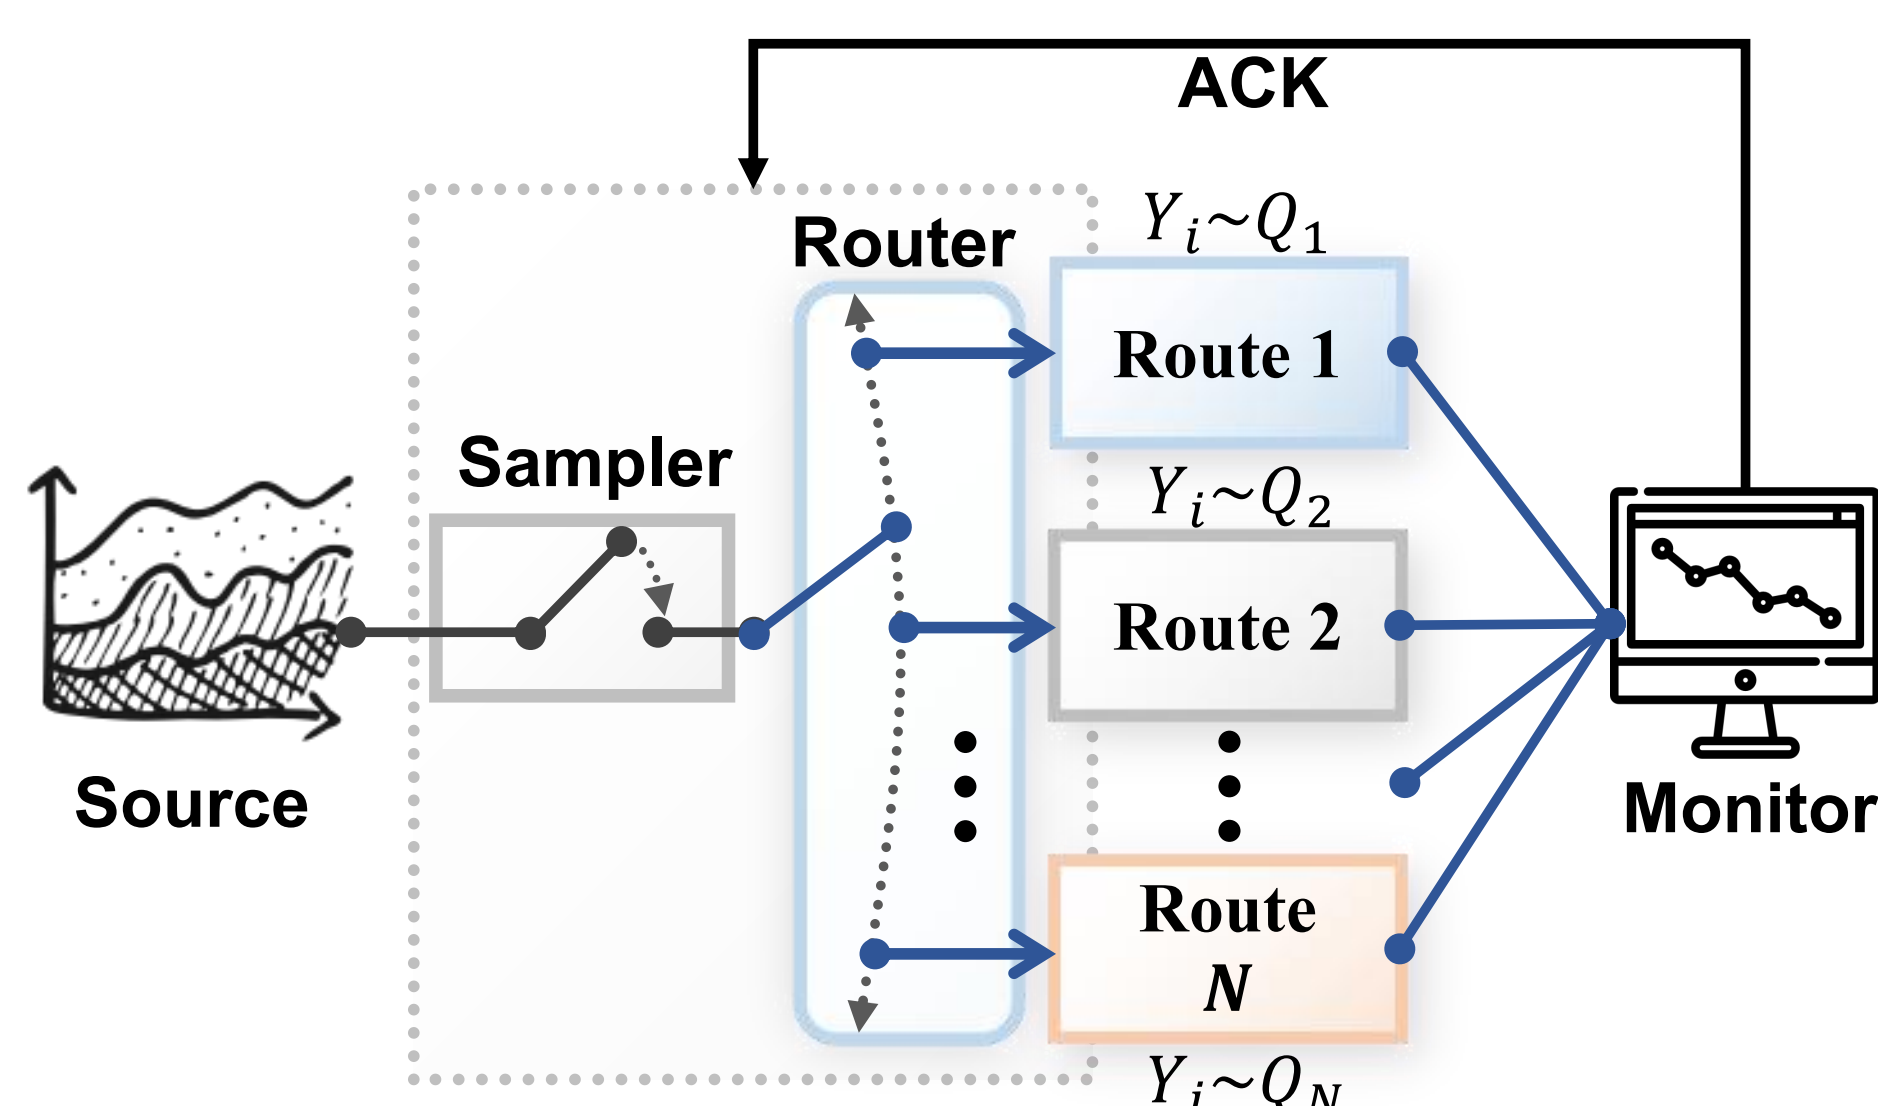 ACK
Y_i~Q_1
Router
Route 1
Sampler
Y_i~Q_2
Route 2
Source
Monitor
Route
N
Y_i~Q_N